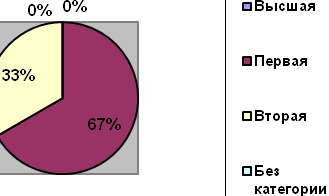 0% 0%
33%
67%
Высшая
Первая
Вторая
Без
категории